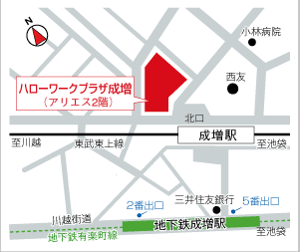 N
小林病院
ハローワークプラザ成増
(アリエス2階)
西友
北口
成増駅
至川越
東武東上線
至池袋
三井住友銀行
2番出口
5番出口
川越街道
地下鉄成増駅
地下鉄有楽町線
至池袋